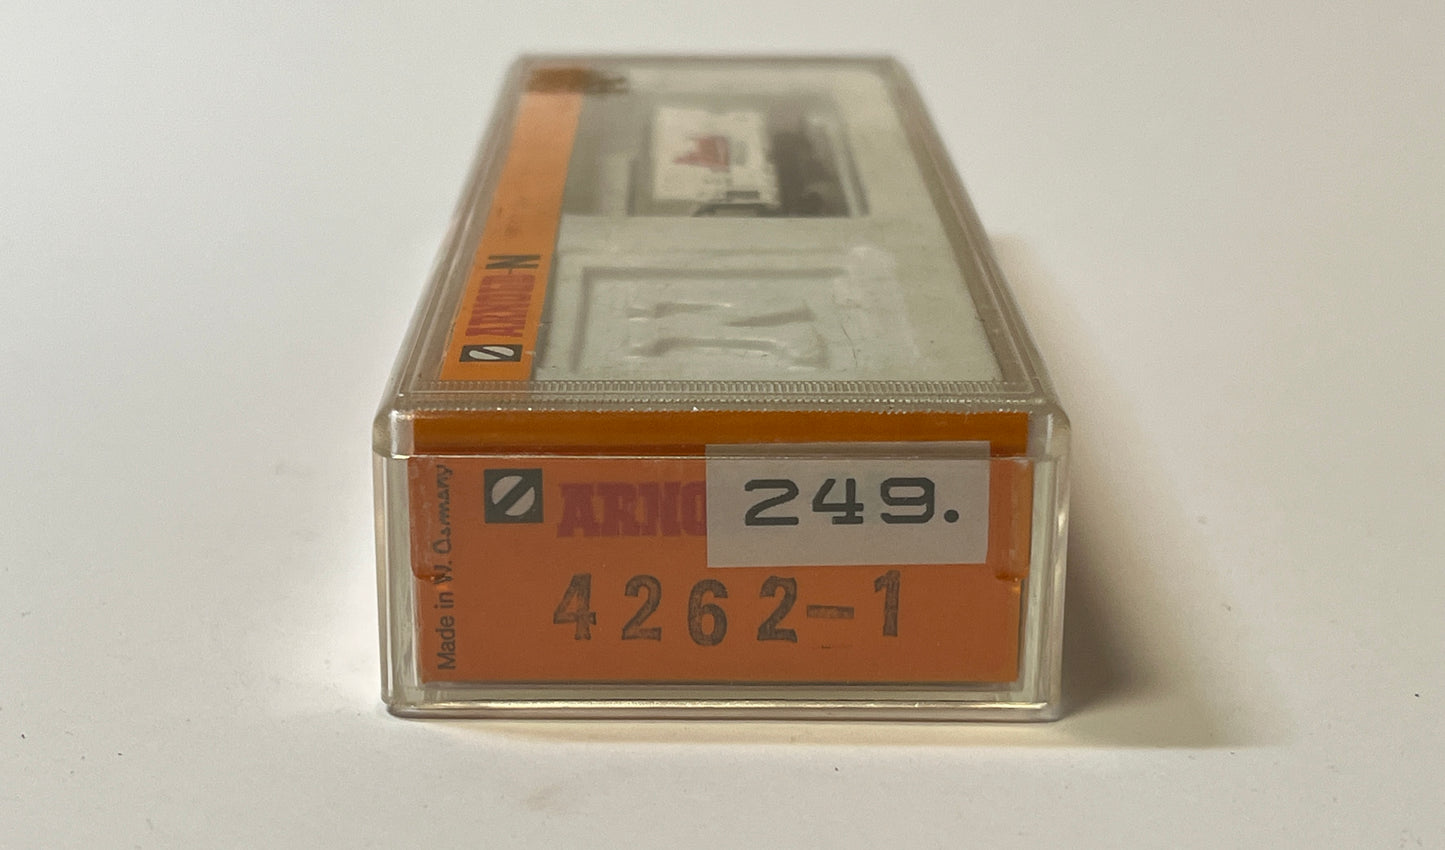 ARNOLD-N
Made in W. Germany
ARNO
249.
4262-1